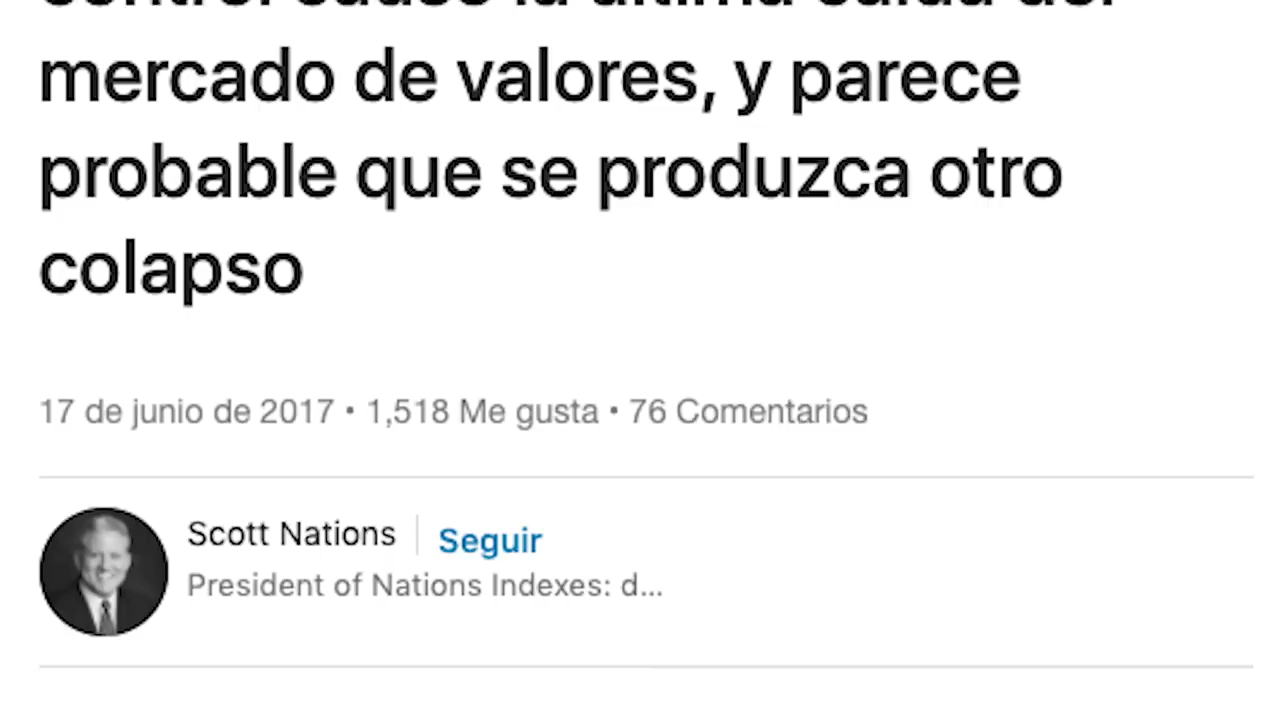 mercado de valores, y parece
probable que se produzca otro
colapso
17 de junio de 2017 • 1,518 Me gusta • 76 Comentarios
Scott Nations
Seguir
President of Nations Indexes: d...